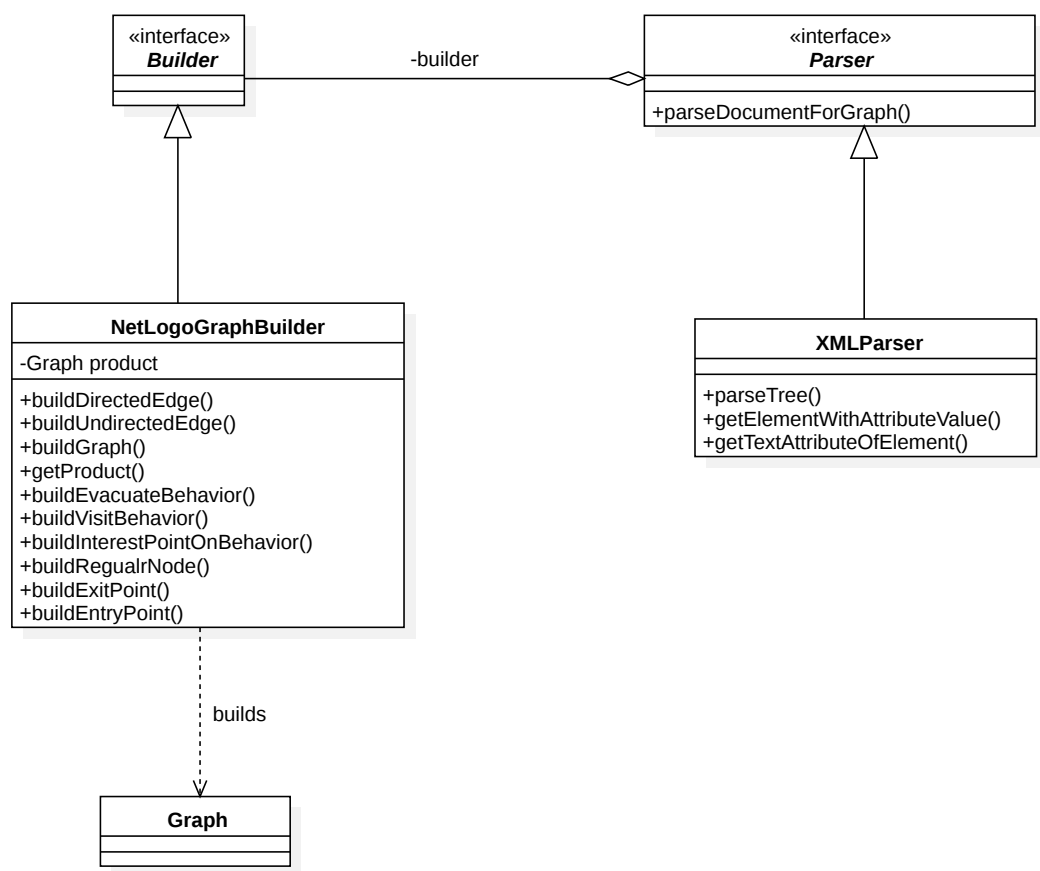 «interface»
Builder
-builder
«interface»
Parser
+parseDocumentForGraph()
NetLogoGraphBuilder
-Graph product
+buildDirectedEdge()
+buildUndirectedEdge()
+buildGraph()
+getProduct()
+buildEvacuateBehavior()
+buildVisitBehavior()
+buildInterestPointOnBehavior()
+buildRegualrNode()
+buildExitPoint()
+buildEntryPoint()
XMLParser
+parseTree()
+getElementWithAttributeValue()
+getTextAttributeOfElement()
builds
Graph